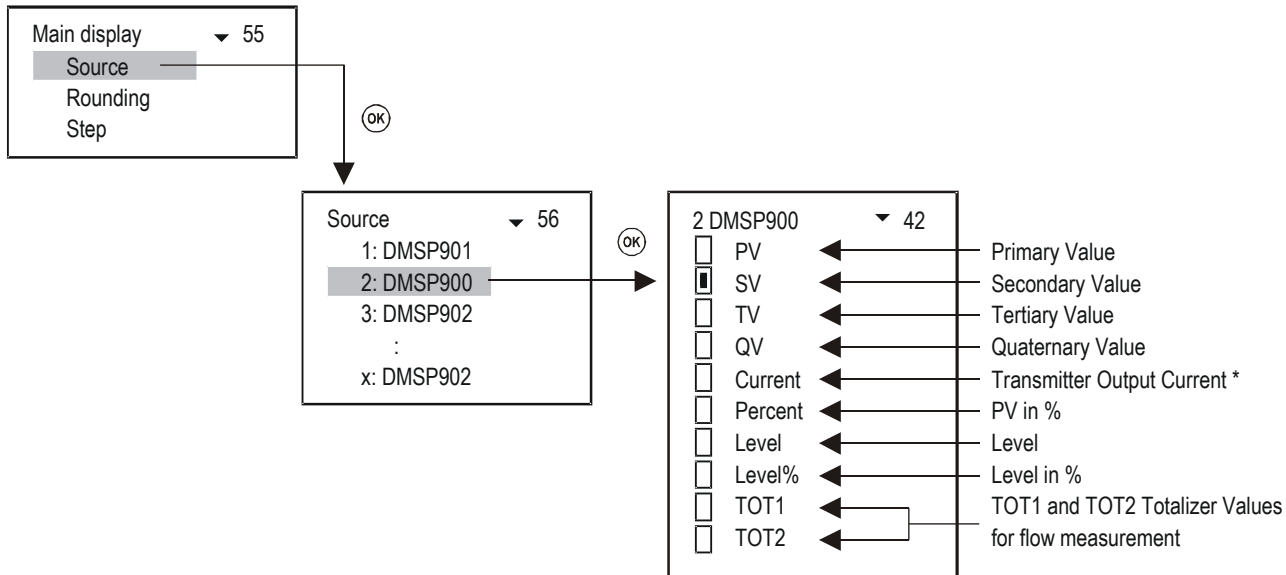 Main display ▼ 55
Source
Rounding
Step
OK
Source ▼ 56
1: DMSP901
2: DMSP900
3: DMSP902
:
x: DMSP902
OK
2 DMSP900 ▼ 42
PV Primary Value
SV Secondary Value
TV Tertiary Value
QV Quaternary Value
Current Transmitter Output Current *
Percent PV in %
Level Level
Level% Level in %
TOT1 TOT1 and TOT2 Totalizer Values
TOT2 for flow measurement